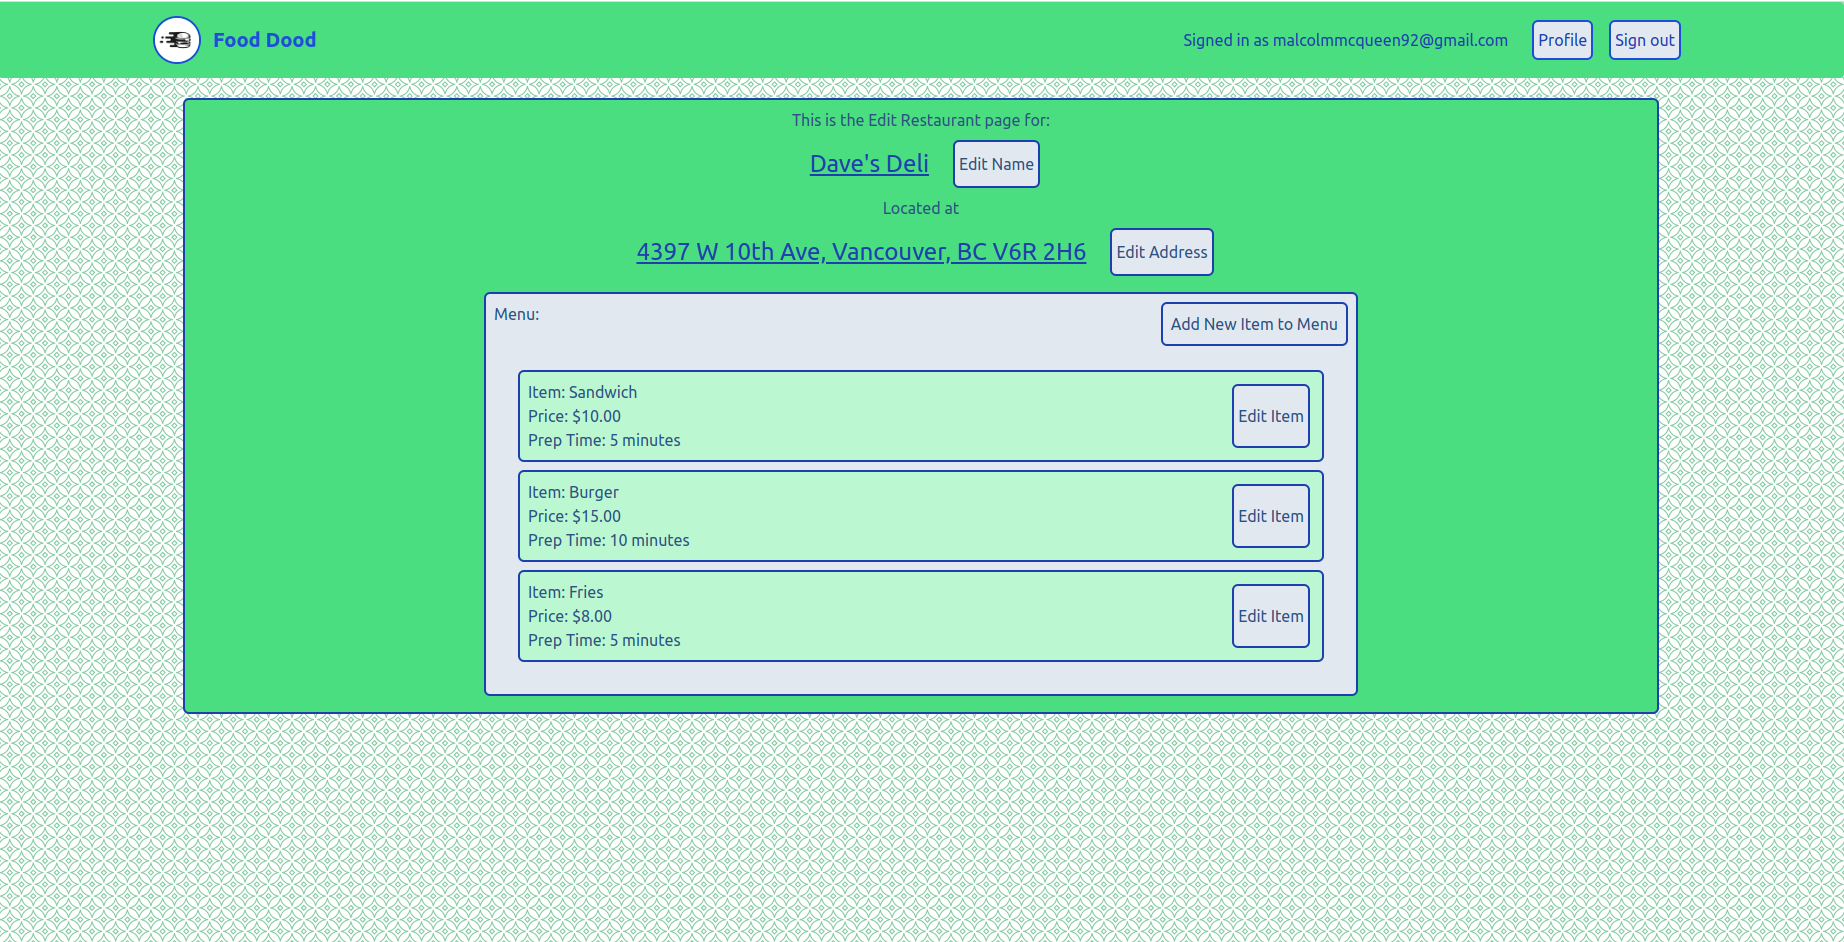 Food Dood
Signed in as malcolmmcqueen92@gmail.com
Profile
Sign out
This is the Edit Restaurant page for:
Dave's Deli
Edit Name
Located at
4397 W 10th Ave, Vancouver, BC V6R 2H6
Edit Address
Menu:
Add New Item to Menu
Item: Sandwich
Price: $10.00
Prep Time: 5 minutes
Edit Item
Item: Burger
Price: $15.00
Prep Time: 10 minutes
Edit Item
Item: Fries
Price: $8.00
Prep Time: 5 minutes
Edit Item